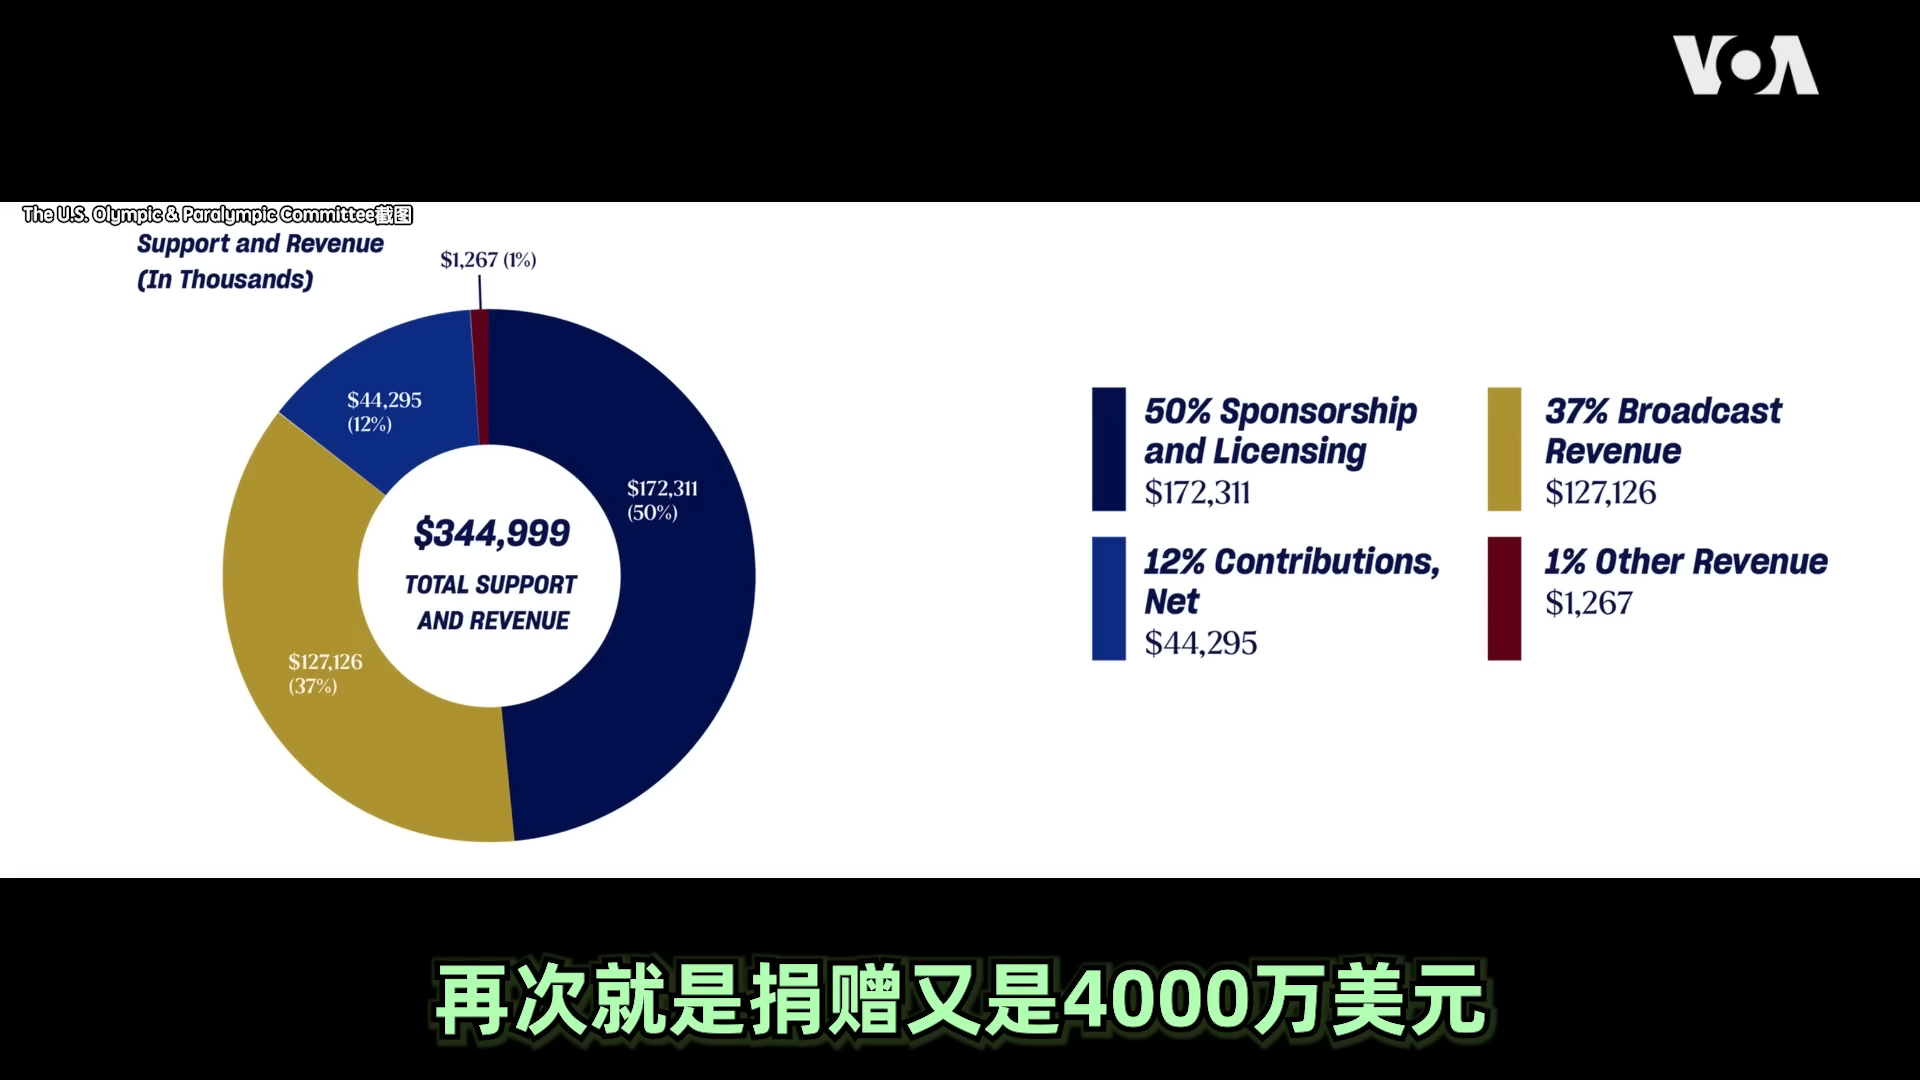 VOA
The U.S. Olympic & Paralympic Committee截图
Support and Revenue
(In Thousands)
$1,267 (1%)
$44,295
(12%)
$172,311
(50%)
$344,999
TOTAL SUPPORT
AND REVENUE
$127,126
(37%)
50% Sponsorship
and Licensing
$172,311
37% Broadcast
Revenue
$127,126
12% Contributions,
Net
$44,295
1% Other Revenue
$1,267
再次就是捐赠又是4000万美元